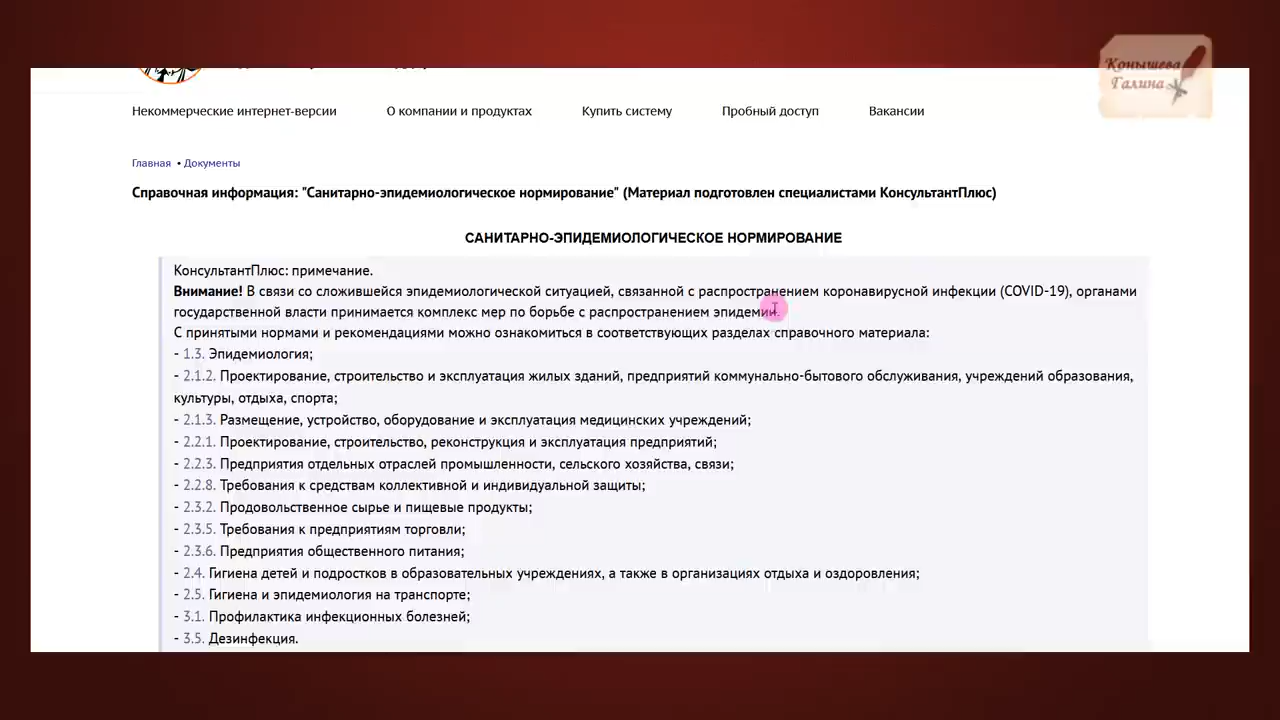 Конышева
Галина
Некоммерческие интернет-версии О компании и продуктах Купить систему Пробный доступ Вакансии
Главная • Документы
Справочная информация: "Санитарно-эпидемиологическое нормирование" (Материал подготовлен специалистами КонсультантПлюс)
САНИТАРНО-ЭПИДЕМИОЛОГИЧЕСКОЕ НОРМИРОВАНИЕ
КонсультантПлюс: примечание.
Внимание! В связи со сложившейся эпидемиологической ситуацией, связанной с распространением коронавирусной инфекции (COVID-19), органами
государственной власти принимается комплекс мер по борьбе с распространением эпидемии.
С принятыми нормами и рекомендациями можно ознакомиться в соответствующих разделах справочного материала:
- 1.3. Эпидемиология;
- 2.1.2. Проектирование, строительство и эксплуатация жилых зданий, предприятий коммунально-бытового обслуживания, учреждений образования,
культуры, отдыха, спорта;
- 2.1.3. Размещение, устройство, оборудование и эксплуатация медицинских учреждений;
- 2.2.1. Проектирование, строительство, реконструкция и эксплуатация предприятий;
- 2.2.3. Предприятия отдельных отраслей промышленности, сельского хозяйства, связи;
- 2.2.8. Требования к средствам коллективной и индивидуальной защиты;
- 2.3.2. Продовольственное сырье и пищевые продукты;
- 2.3.5. Требования к предприятиям торговли;
- 2.3.6. Предприятия общественного питания;
- 2.4. Гигиена детей и подростков в образовательных учреждениях, а также в организациях отдыха и оздоровления;
- 2.5. Гигиена и эпидемиология на транспорте;
- 3.1. Профилактика инфекционных болезней;
- 3.5. Дезинфекция.